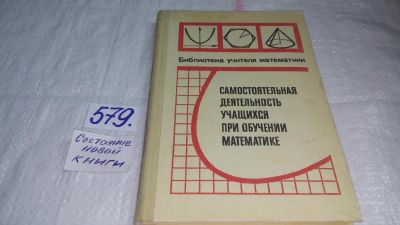 Библиотека учителя математики
САМОСТОЯТЕЛЬНАЯ
ДЕЯТЕЛЬНОСТЬ
УЧАЩИХСЯ
ПРИ ОБУЧЕНИИ
МАТЕМАТИКЕ
579.
Состояние
новой
книги